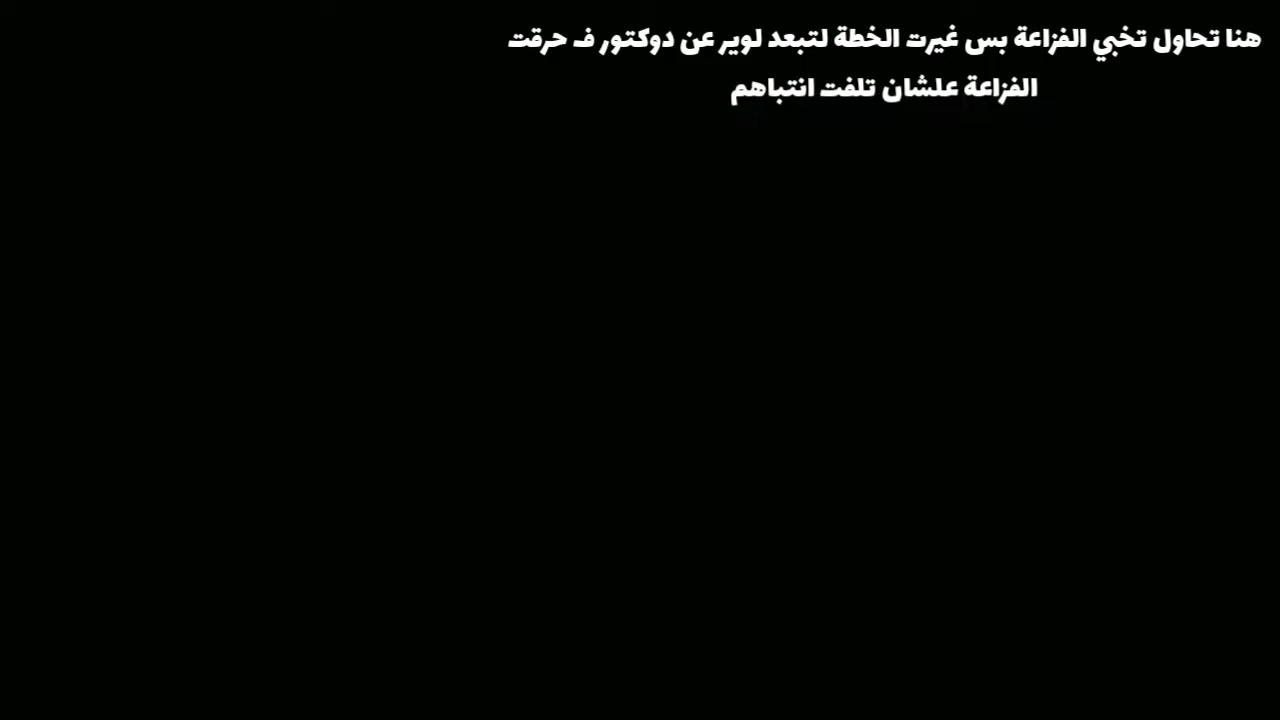 هنا تحاول تخبي الفزاعة بس غيرت الخطة لتبعد لوير عن دوكتور ف حرقت
الفزاعة علشان تلفت انتباهم